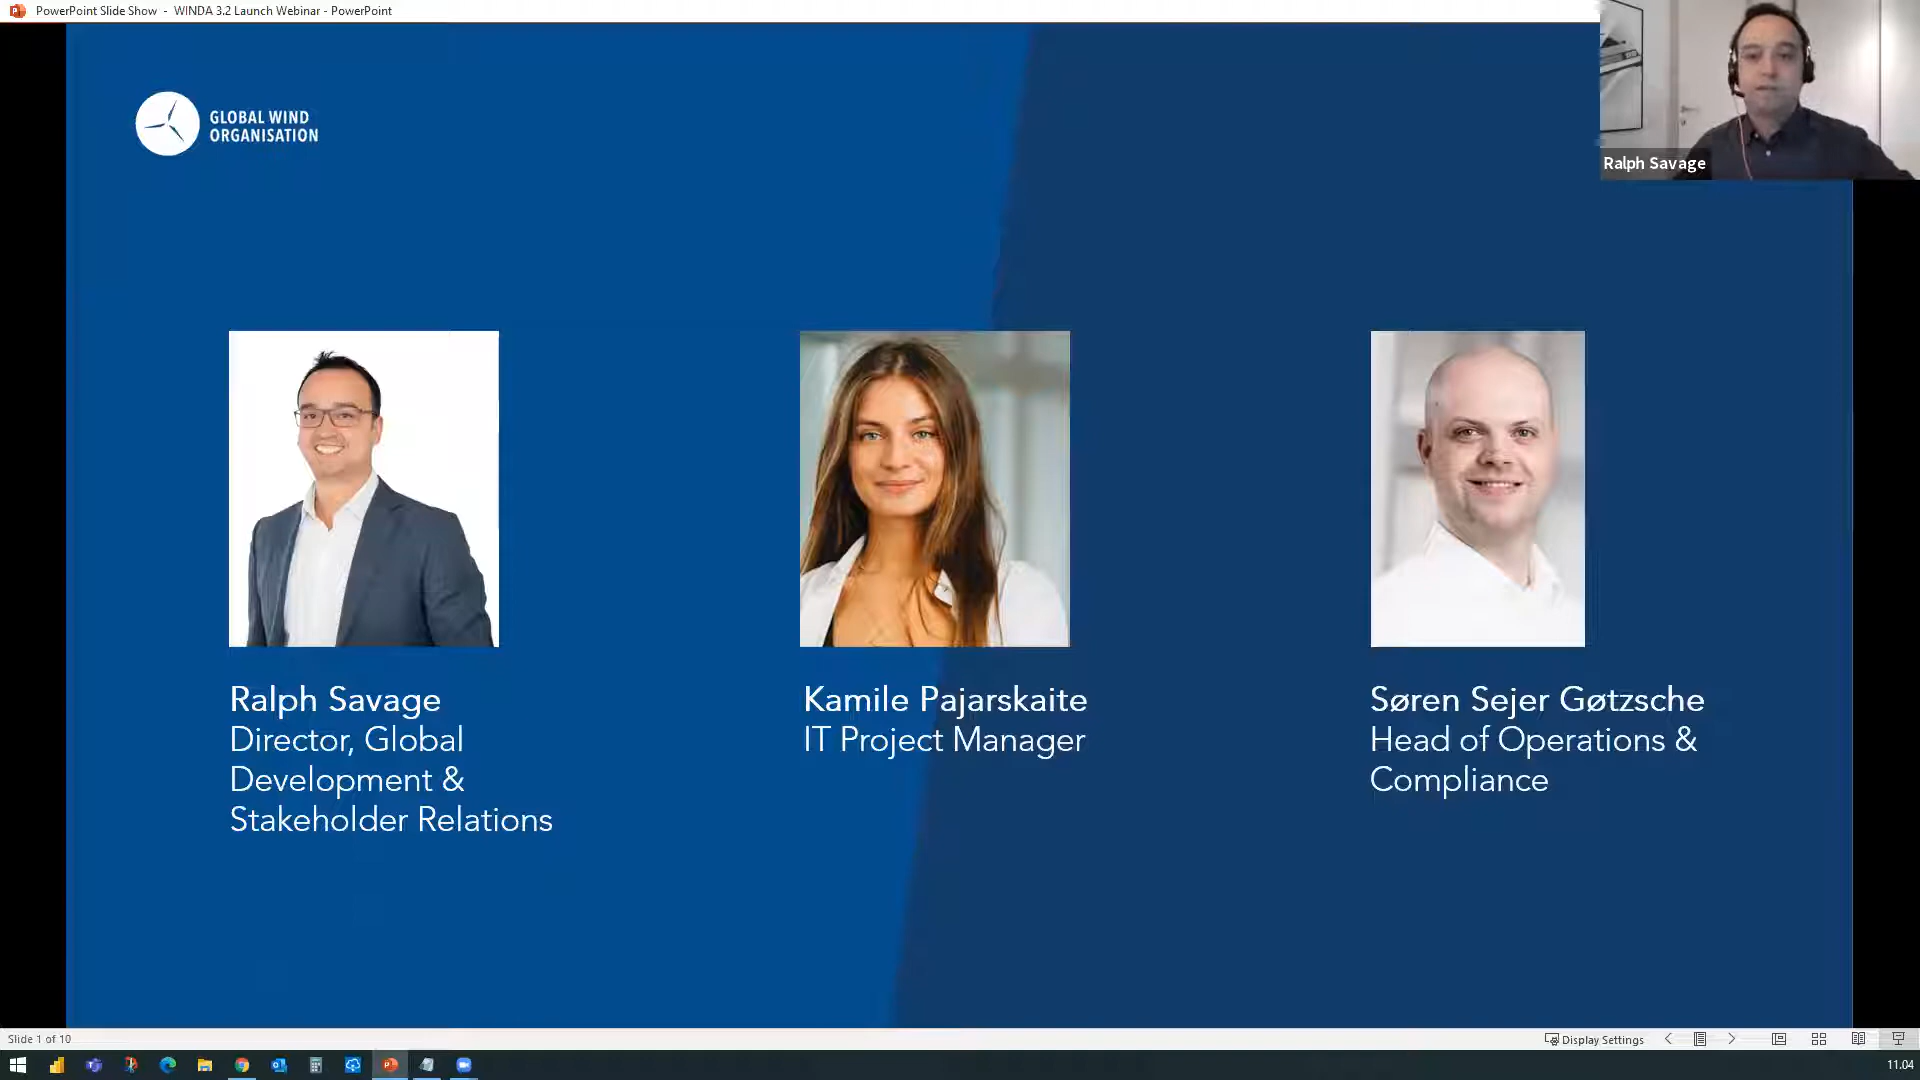 PowerPoint Slide Show - WINDA 3.2 Launch Webinar - PowerPoint
GLOBAL WIND
ORGANISATION
Ralph Savage
Ralph Savage
Director, Global
Development &
Stakeholder Relations
Kamile Pajarskaite
IT Project Manager
Søren Sejer Gøtzsche
Head of Operations &
Compliance
Slide 1 of 10
Display Settings
11.04